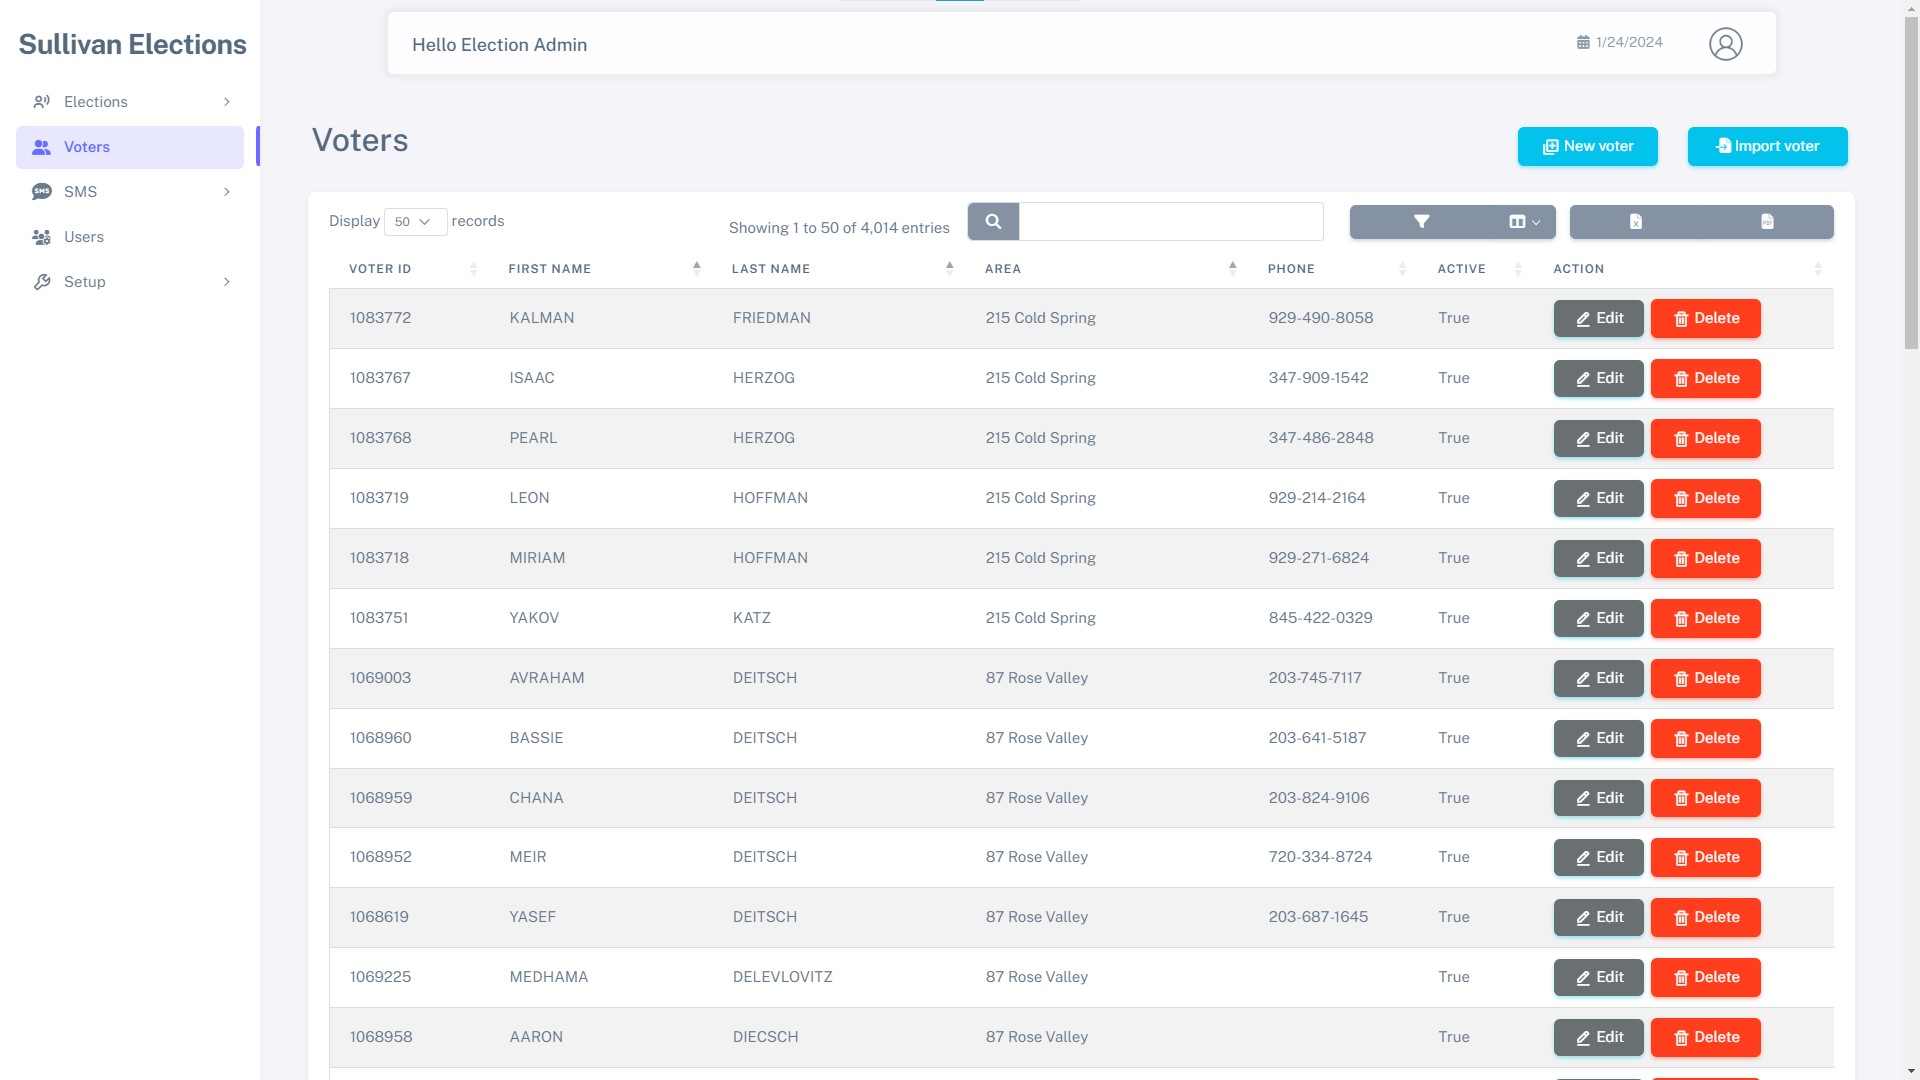 Sullivan Elections
Elections
Voters
SMS
Users
Setup
Hello Election Admin
1/24/2024
Voters
New voter
Import voter
Display 50 records
Showing 1 to 50 of 4,014 entries
VOTER ID FIRST NAME LAST NAME AREA PHONE ACTIVE ACTION
1083772 KALMAN FRIEDMAN 215 Cold Spring 929-490-8058 True Edit Delete
1083767 ISAAC HERZOG 215 Cold Spring 347-909-1542 True Edit Delete
1083768 PEARL HERZOG 215 Cold Spring 347-486-2848 True Edit Delete
1083719 LEON HOFFMAN 215 Cold Spring 929-214-2164 True Edit Delete
1083718 MIRIAM HOFFMAN 215 Cold Spring 929-271-6824 True Edit Delete
1083751 YAKOV KATZ 215 Cold Spring 845-422-0329 True Edit Delete
1069003 AVRAHAM DEITSCH 87 Rose Valley 203-745-7117 True Edit Delete
1068960 BASSIE DEITSCH 87 Rose Valley 203-641-5187 True Edit Delete
1068959 CHANA DEITSCH 87 Rose Valley 203-824-9106 True Edit Delete
1068952 MEIR DEITSCH 87 Rose Valley 720-334-8724 True Edit Delete
1068619 YASEF DEITSCH 87 Rose Valley 203-687-1645 True Edit Delete
1069225 MEDHAMA DELEVLOVITZ 87 Rose Valley True Edit Delete
1068958 AARON DIECSCH 87 Rose Valley True Edit Delete